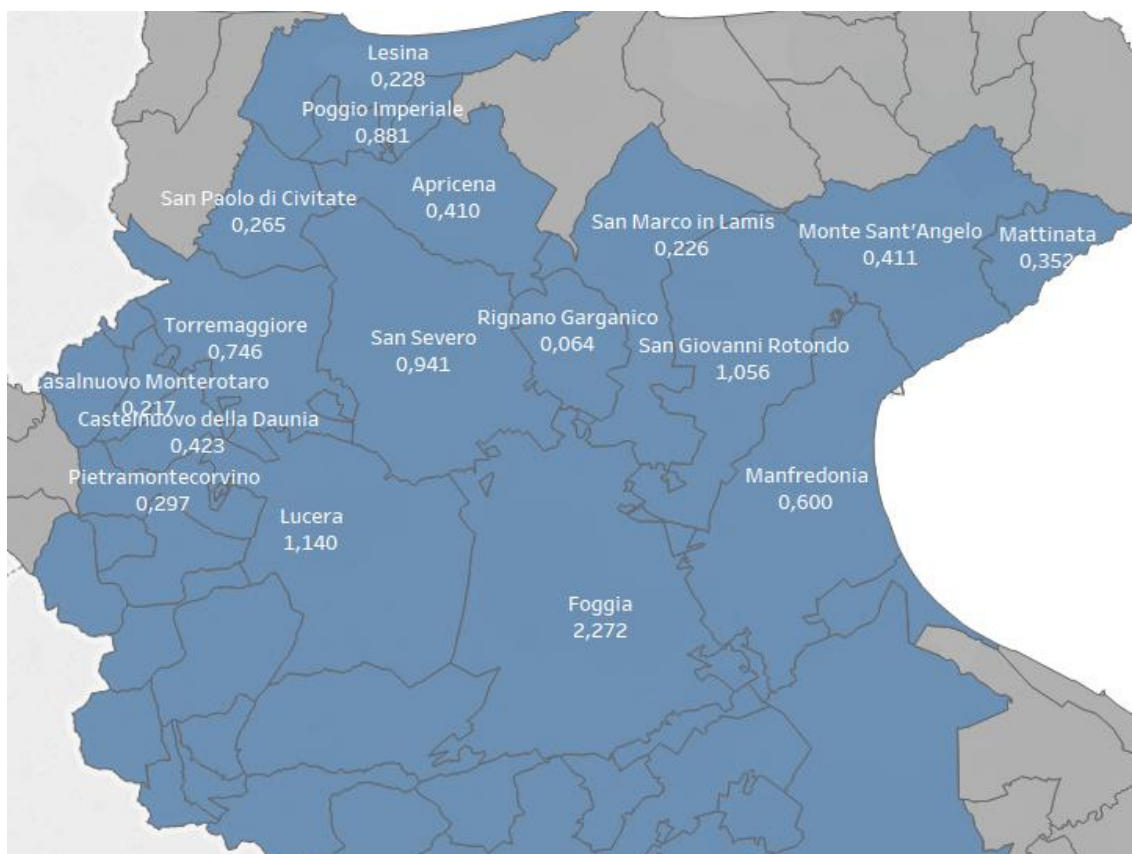 Lesina
0,228
Poggio Imperiale
0,881
San Paolo di Civitate
0,265
Apricena
0,410
San Marco in Lamis
0,226
Monte Sant'Angelo
0,411
Mattinata
0,352
Torremaggiore
0,746
San Severo
0,941
Rignano Garganico
0,064
San Giovanni Rotondo
1,056
Casalnuovo Monterotaro
0,217
Castelnuovo della Daunia
0,423
Pietramontecorvino
0,297
Lucera
1,140
Manfredonia
0,600
Foggia
2,272